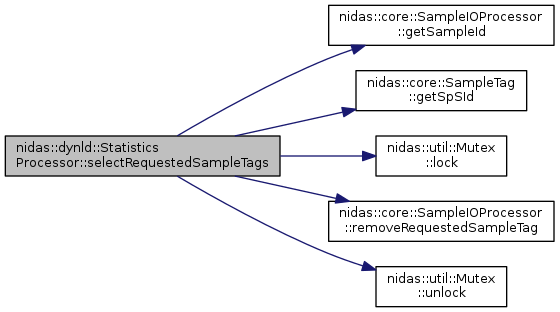 nidas::core::SampleIOProcessor
::getSampleId
nidas::core::SampleTag
::getSpSId
nidas::dynld::Statistics
Processor::selectRequestedSampleTags
nidas::util::Mutex
::lock
nidas::core::SampleIOProcessor
::removeRequestedSampleTag
nidas::util::Mutex
::unlock